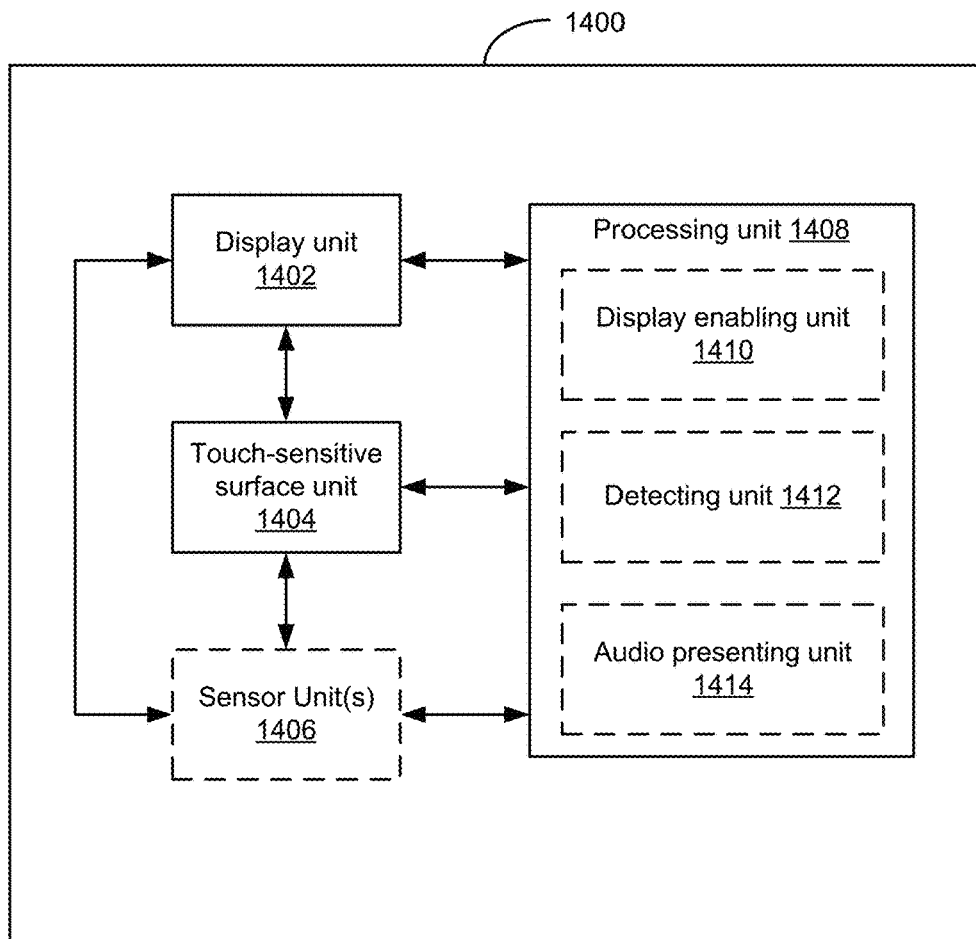 1400
Display unit
1402
Touch-sensitive
surface unit
1404
Sensor Unit(s)
1406
Processing unit 1408
Display enabling unit
1410
Detecting unit 1412
Audio presenting unit
1414